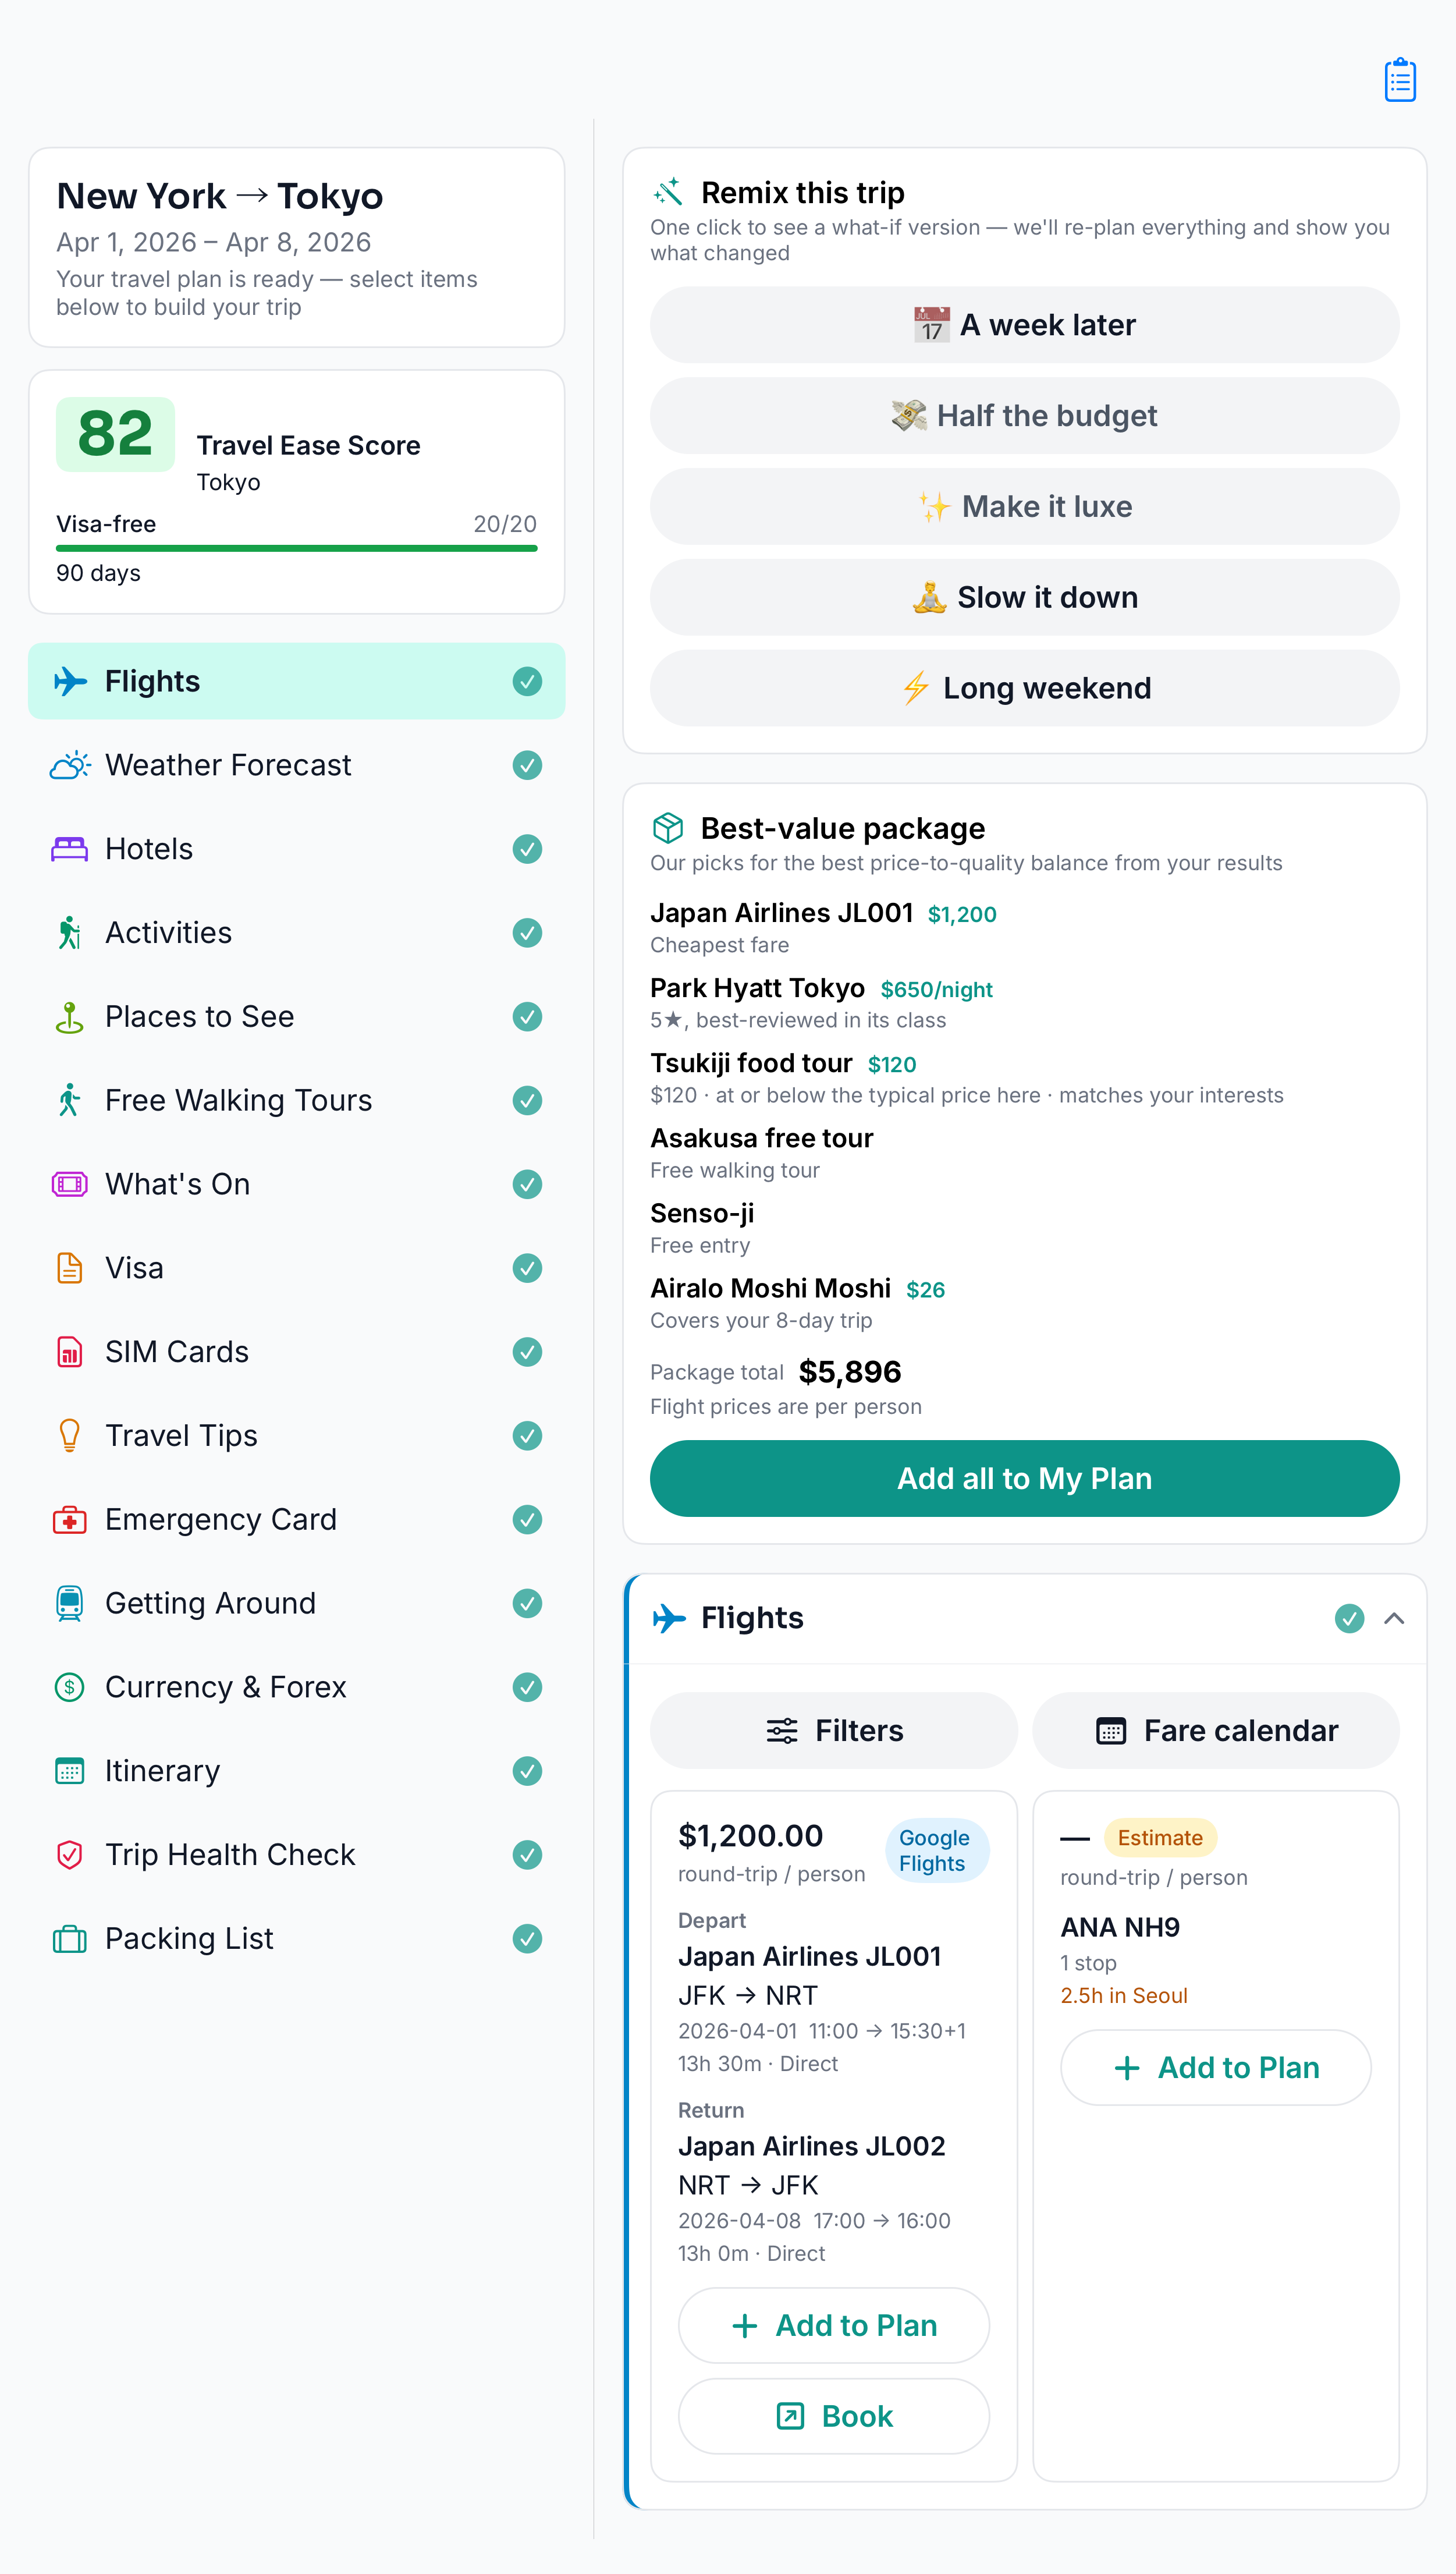 New York → Tokyo
Apr 1, 2026 – Apr 8, 2026
Your travel plan is ready — select items
below to build your trip
82
Travel Ease Score
Tokyo
Visa-free 20/20
90 days
Flights
Weather Forecast
Hotels
Activities
Places to See
Free Walking Tours
What's On
Visa
SIM Cards
Travel Tips
Emergency Card
Getting Around
Currency & Forex
Itinerary
Trip Health Check
Packing List
Remix this trip
One click to see a what-if version — we'll re-plan everything and show you
what changed
📅 A week later
💸 Half the budget
✨ Make it luxe
🧘 Slow it down
⚡ Long weekend
Best-value package
Our picks for the best price-to-quality balance from your results
Japan Airlines JL001 $1,200
Cheapest fare
Park Hyatt Tokyo $650/night
5★, best-reviewed in its class
Tsukiji food tour $120
$120 · at or below the typical price here · matches your interests
Asakusa free tour
Free walking tour
Senso-ji
Free entry
Airalo Moshi Moshi $26
Covers your 8-day trip
Package total $5,896
Flight prices are per person
Add all to My Plan
Flights
Filters
Fare calendar
$1,200.00
round-trip / person
Google
Flights
Depart
Japan Airlines JL001
JFK → NRT
2026-04-01 11:00 → 15:30+1
13h 30m · Direct
Return
Japan Airlines JL002
NRT → JFK
2026-04-08 17:00 → 16:00
13h 0m · Direct
+ Add to Plan
Book
— Estimate
round-trip / person
ANA NH9
1 stop
2.5h in Seoul
+ Add to Plan